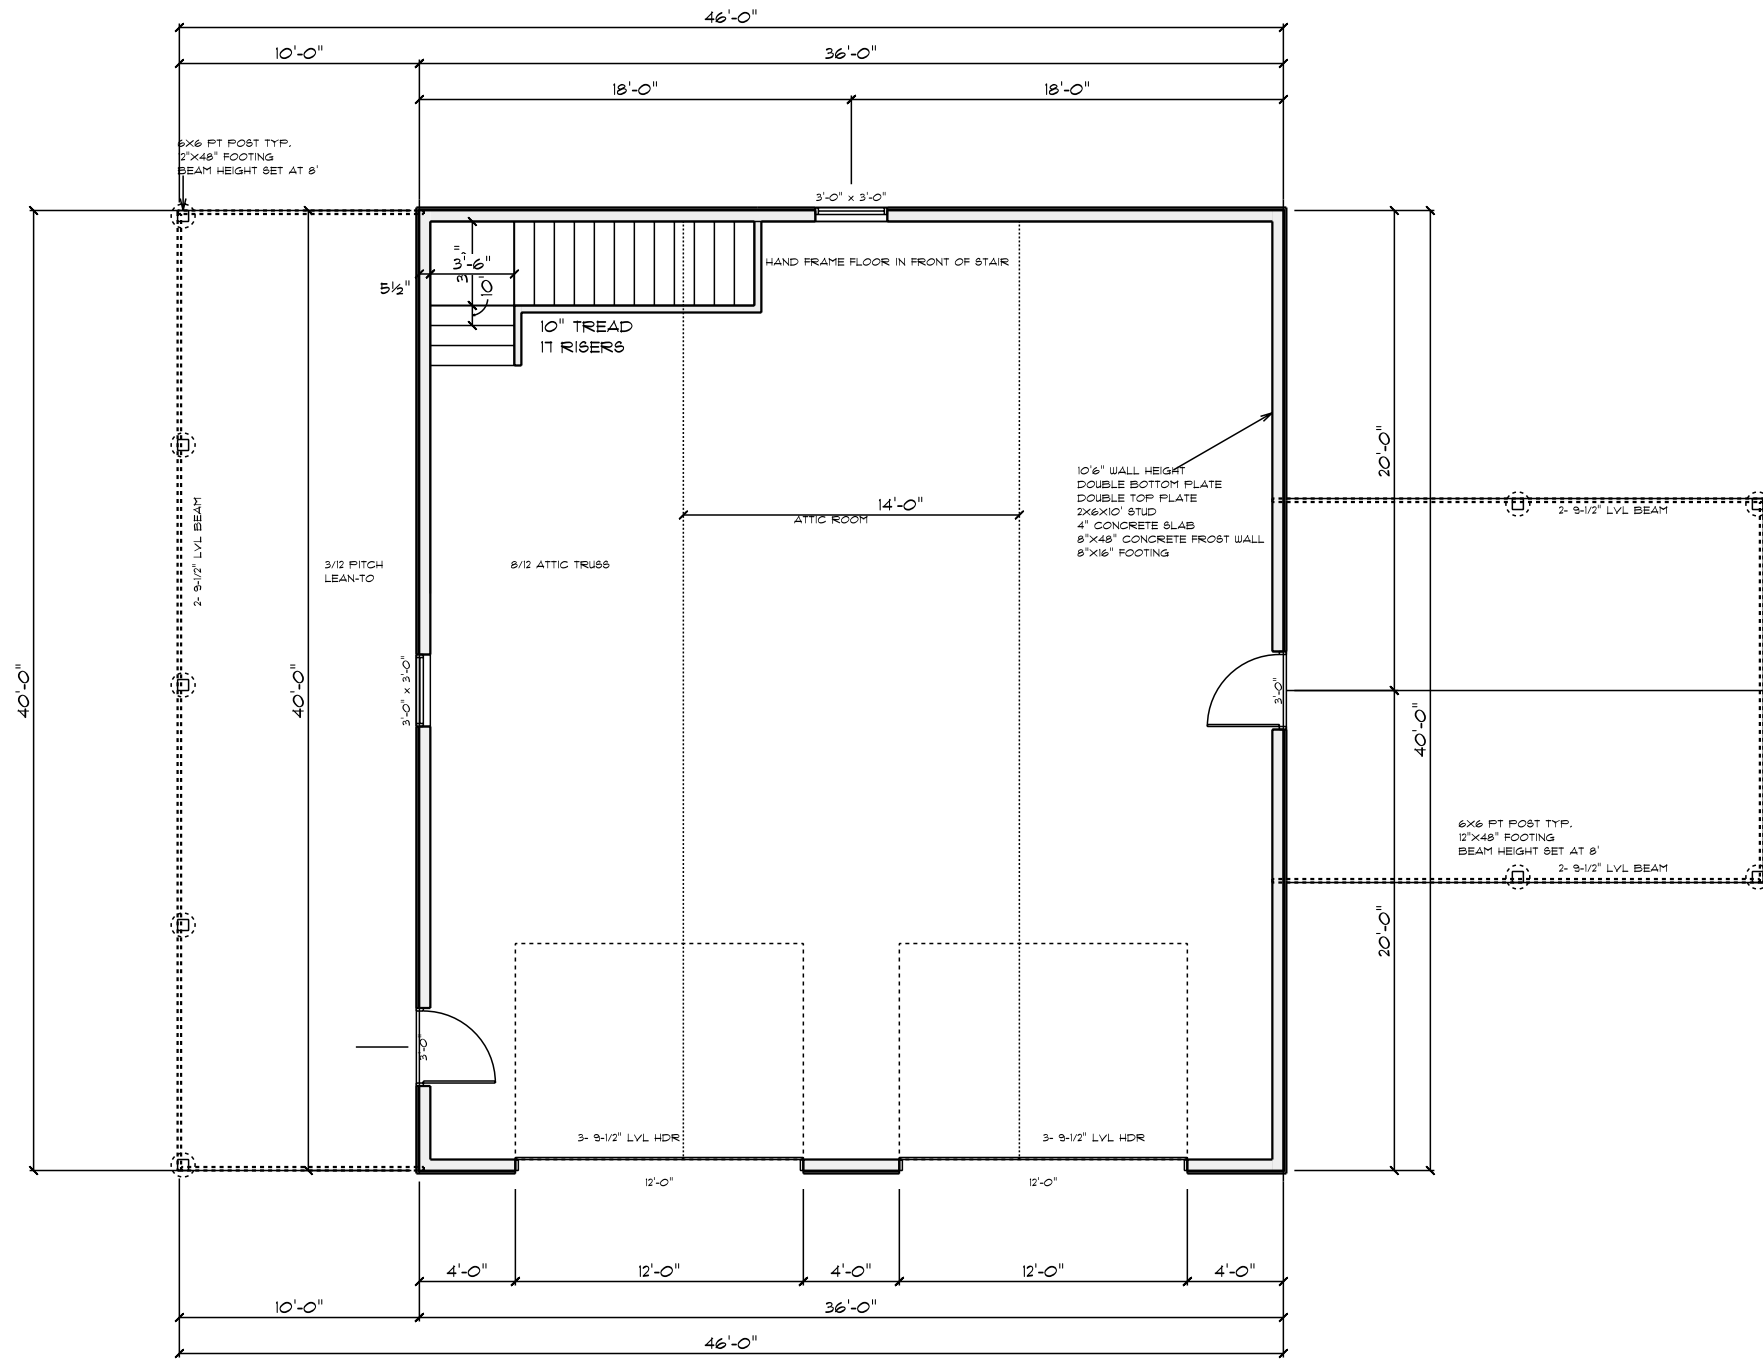 46'-0"
10'-0"
36'-0"
18'-0"
18'-0"
6X6 PT POST TYP.
12"X48" FOOTING
BEAM HEIGHT SET AT 8'
3'-0" x 3'-0"
HAND FRAME FLOOR IN FRONT OF STAIR
3'-6"
5½"
10"
10" TREAD
17 RISERS
20'-0"
10'6" WALL HEIGHT
DOUBLE BOTTOM PLATE
DOUBLE TOP PLATE
2X6X10' STUD
4" CONCRETE SLAB
8"X48" CONCRETE FROST WALL
8"X16" FOOTING
14'-0"
ATTIC ROOM
2- 9-1/2" LVL BEAM
2- 9-1/2" LVL BEAM
3/12 PITCH
LEAN-TO
8/12 ATTIC TRUSS
40'-0"
40'-0"
3'-0" x 3'-0"
3'-0"
40'-0"
6X6 PT POST TYP.
12"X48" FOOTING
BEAM HEIGHT SET AT 8'
2- 9-1/2" LVL BEAM
20'-0"
3'-0"
3- 9-1/2" LVL HDR
3- 9-1/2" LVL HDR
12'-0"
12'-0"
4'-0"
12'-0"
4'-0"
12'-0"
4'-0"
10'-0"
36'-0"
46'-0"